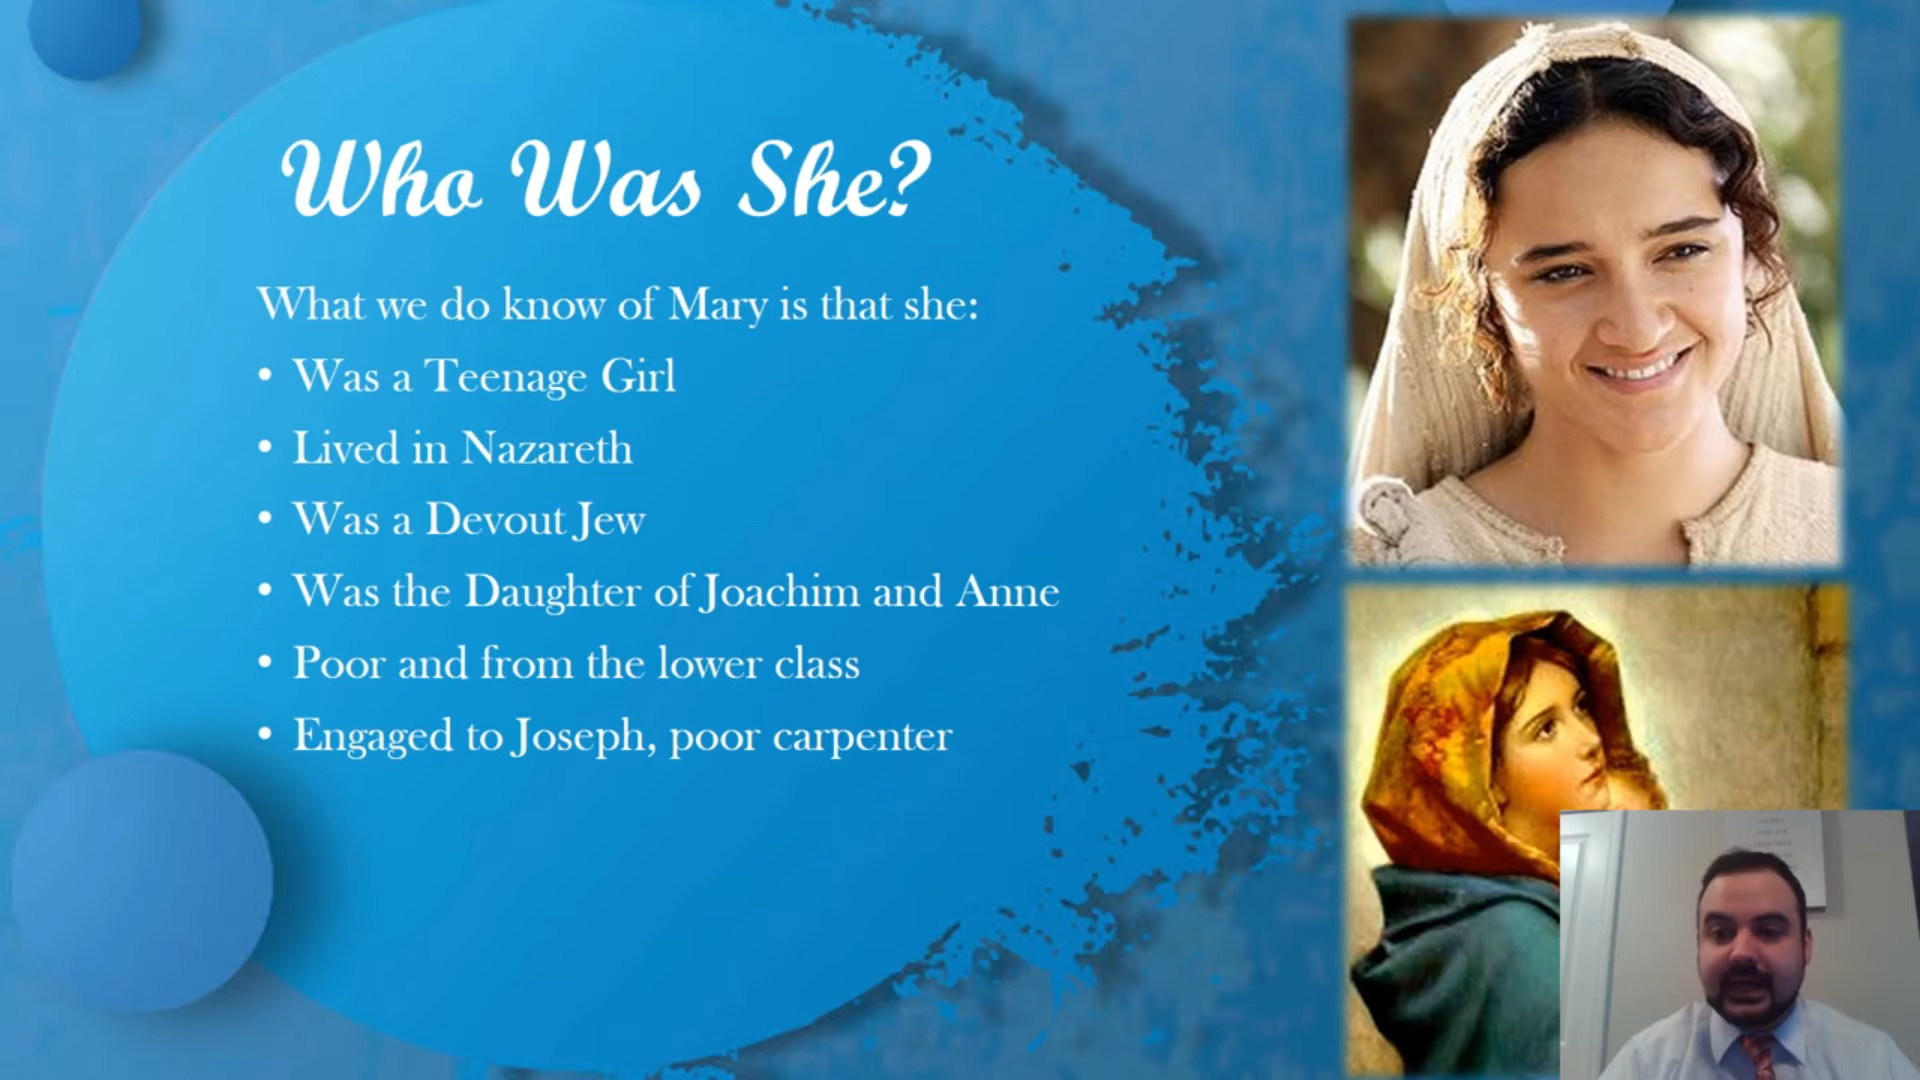 Who Was She?
What we do know of Mary is that she:
• Was a Teenage Girl
• Lived in Nazareth
• Was a Devout Jew
• Was the Daughter of Joachim and Anne
• Poor and from the lower class
• Engaged to Joseph, poor carpenter